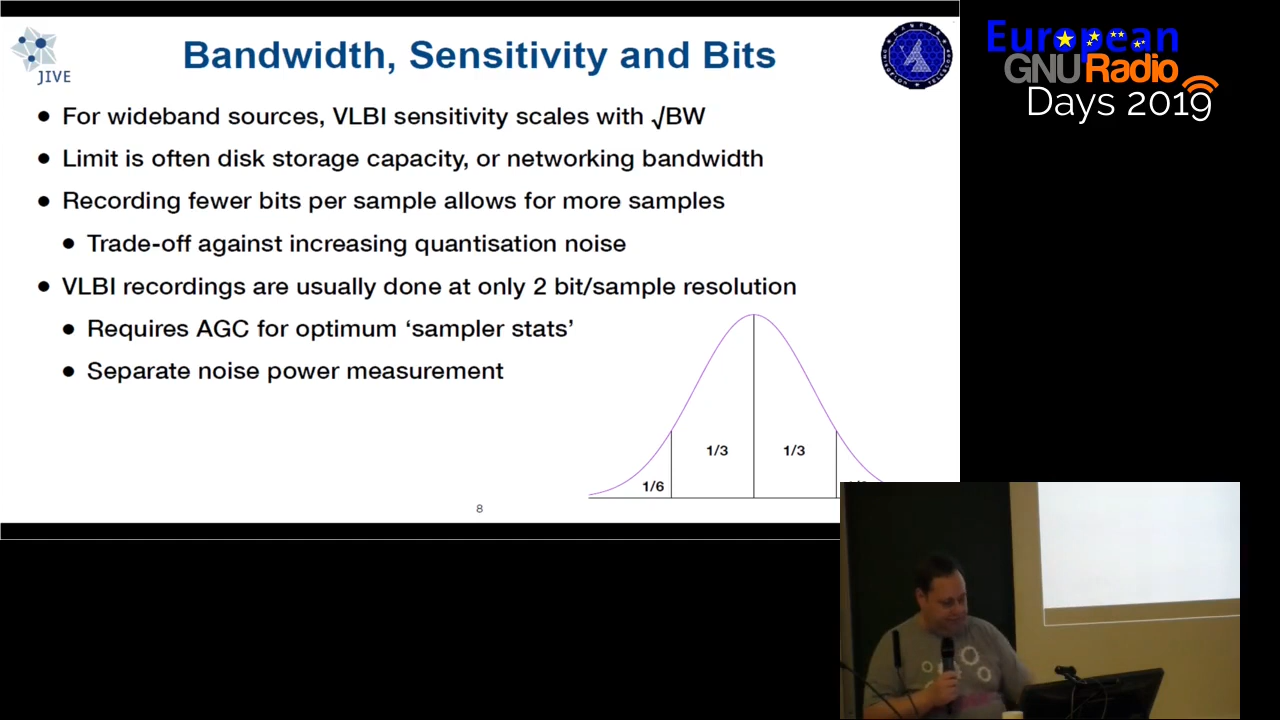 JIVE
Bandwidth, Sensitivity and Bits
European
GNURadio
Days 2019
● For wideband sources, VLBI sensitivity scales with √BW
● Limit is often disk storage capacity, or networking bandwidth
● Recording fewer bits per sample allows for more samples
● Trade-off against increasing quantisation noise
● VLBI recordings are usually done at only 2 bit/sample resolution
● Requires AGC for optimum ‘sampler stats’
● Separate noise power measurement
1/3 1/3
1/6
8